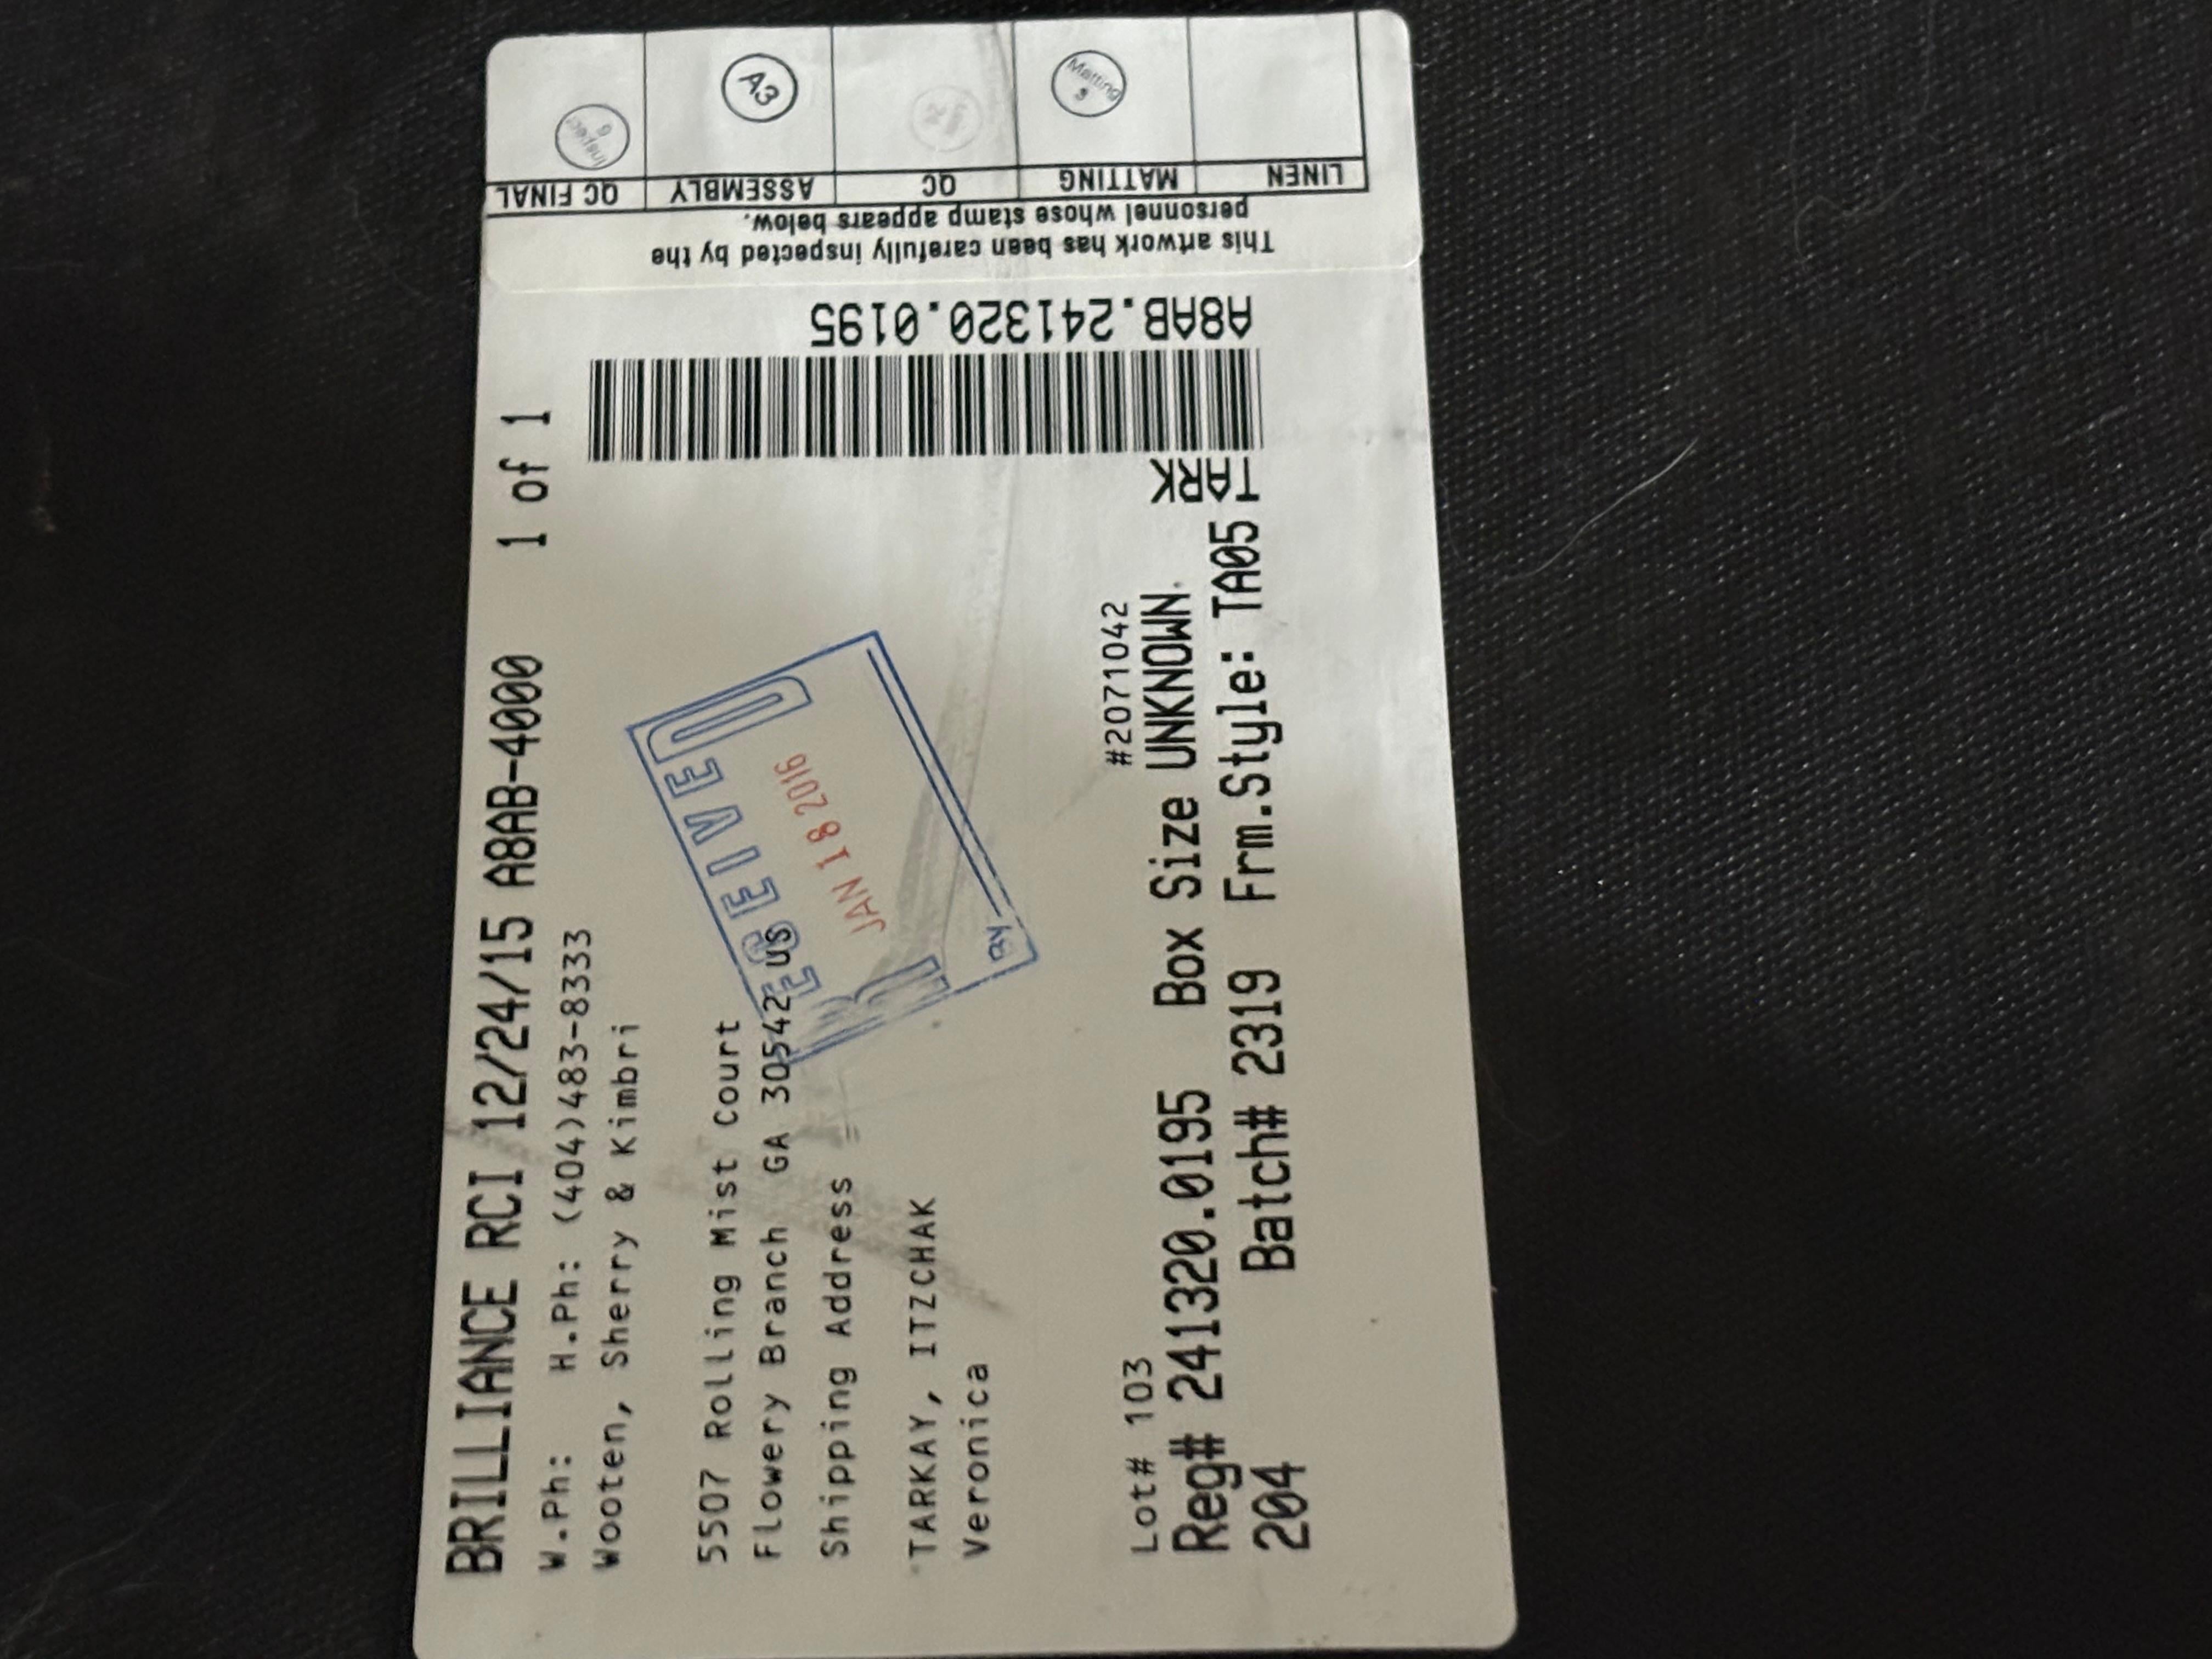 BRILLIANCE RCI 12/24/15 A8AB-4000 1 of 1
W.Ph: H.Ph: (404)483-8333
Wooten, Sherry & Kimbri
5507 Rolling Mist Court
Flowery Branch GA 30542 US
Shipping Address
TARKAY, ITZCHAK
Veronica
RECEIVED
JAN 18 2016
BY
Lot# 103 #2071042
Reg# 241320.0195 Box Size UNKNOWN
204 Batch# 2319 Frm.Style: TA05
TARK
A8AB.241320.0195
This artwork has been carefully inspected by the
personnel whose stamp appears below.
LINEN MATTING QC ASSEMBLY QC FINAL
Matting
A3